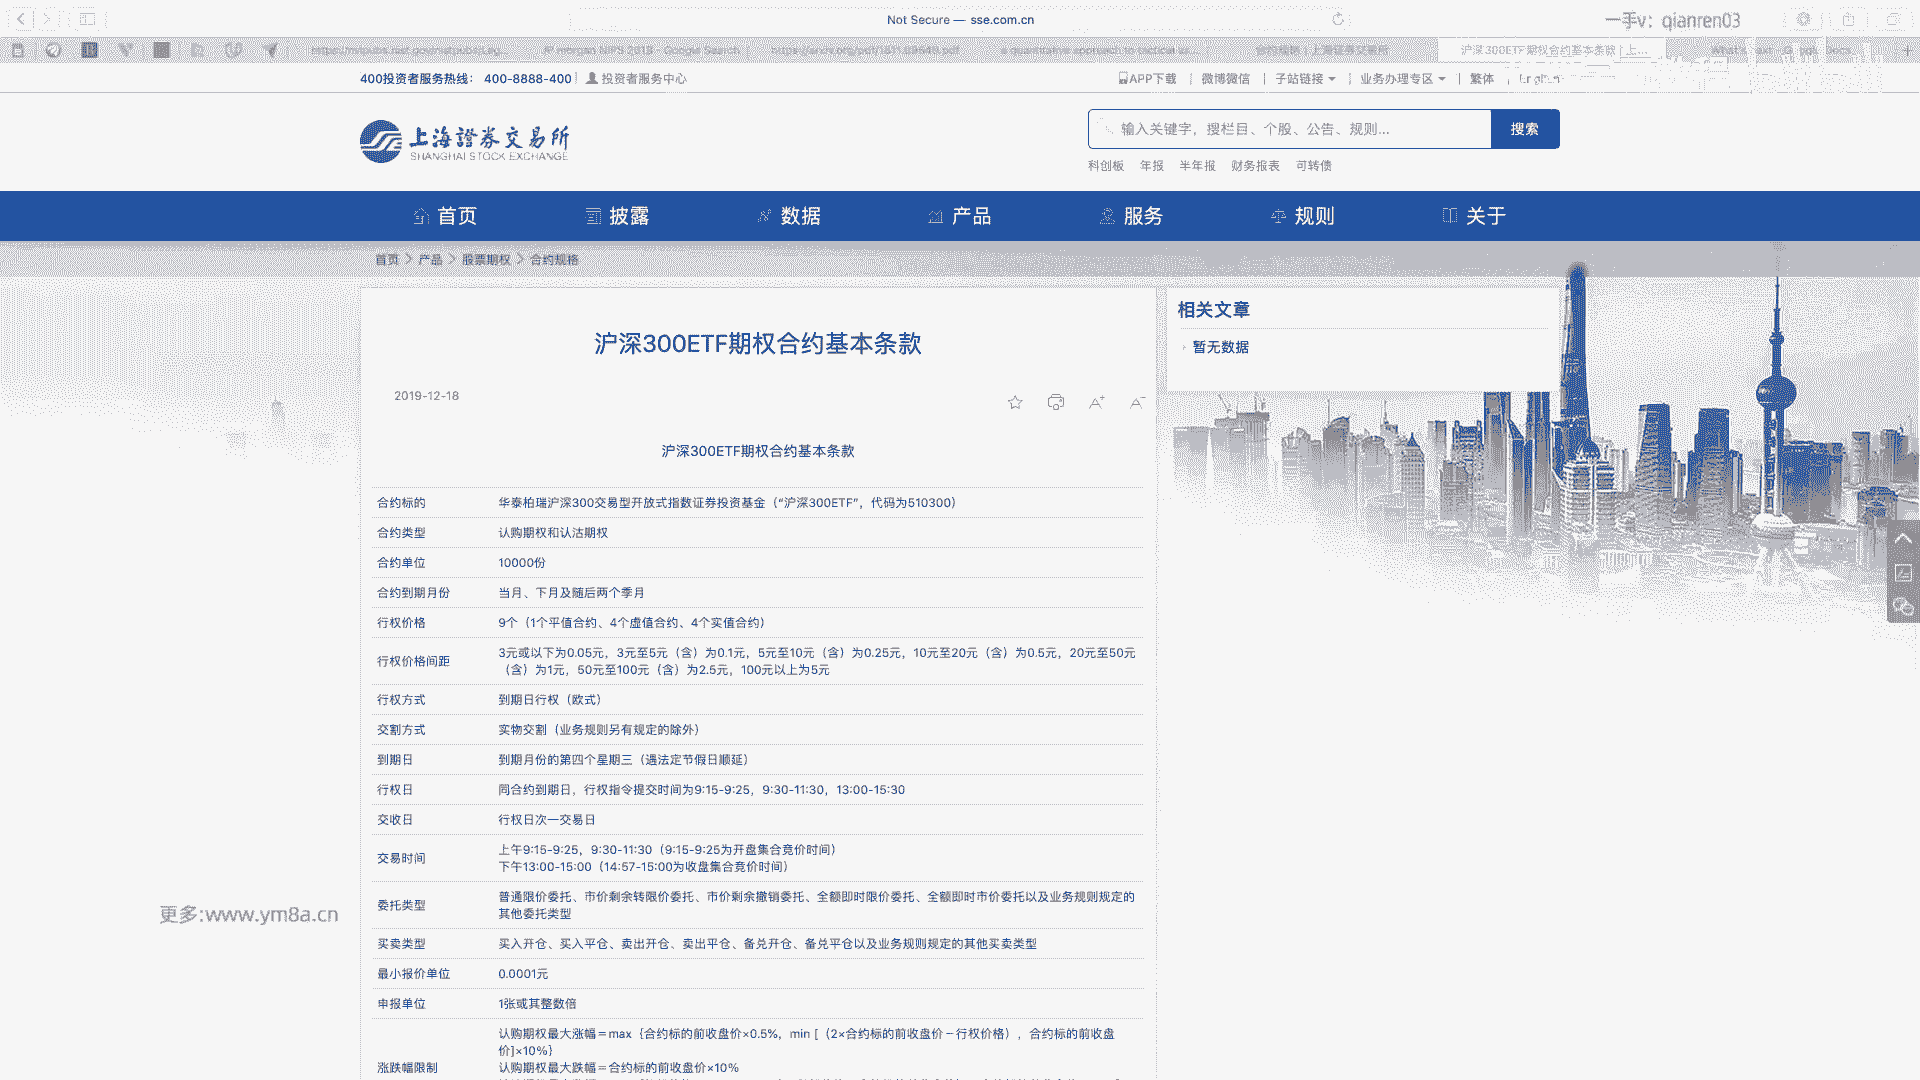 Not Secure — sse.com.cn
一手v：qianren03
J.P morgan NIPS 2018 - Google Search
https://arxiv.org/pdf/1811.09549.pdf
a quantitative approach to tactical as...
沪深300ETF期权合约基本条款 | 上...
400投资者服务热线： 400-8888-400
投资者服务中心
APP下载 | 微博微信 | 子站链接 | 业务办理专区 | 繁体 | English
上海證券交易所
SHANGHAI STOCK EXCHANGE
输入关键字，搜栏目、个股、公告、规则...
搜索
科创板 年报 半年报 财务报表 可转债
首页 披露 数据 产品 服务 规则 关于
首页 > 产品 > 股票期权 > 合约规格
沪深300ETF期权合约基本条款
相关文章
暂无数据
2019-12-18
A+ A-
沪深300ETF期权合约基本条款
合约标的 华泰柏瑞沪深300交易型开放式指数证券投资基金（“沪深300ETF”，代码为510300）
合约类型 认购期权和认沽期权
合约单位 10000份
合约到期月份 当月、下月及随后两个季月
行权价格 9个（1个平值合约、4个虚值合约、4个实值合约）
行权价格间距 3元或以下为0.05元，3元至5元（含）为0.1元，5元至10元（含）为0.25元，10元至20元（含）为0.5元，20元至50元
（含）为1元，50元至100元（含）为2.5元，100元以上为5元
行权方式 到期日行权（欧式）
交割方式 实物交割（业务规则另有规定的除外）
到期日 到期月份的第四个星期三（遇法定节假日顺延）
行权日 同合约到期日，行权指令提交时间为9:15-9:25，9:30-11:30，13:00-15:30
交收日 行权日次一交易日
交易时间 上午9:15-9:25，9:30-11:30（9:15-9:25为开盘集合竞价时间）
下午13:00-15:00（14:57-15:00为收盘集合竞价时间）
委托类型 普通限价委托、市价剩余转限价委托、市价剩余撤销委托、全额即时限价委托、全额即时市价委托以及业务规则规定的
其他委托类型
更多:www.ym8a.cn
买卖类型 买入开仓、买入平仓、卖出开仓、卖出平仓、备兑开仓、备兑平仓以及业务规则规定的其他买卖类型
最小报价单位 0.0001元
申报单位 1张或其整数倍
涨跌幅限制 认购期权最大涨幅＝max｛合约标的前收盘价×0.5%，min [（2×合约标的前收盘价－行权价格），合约标的前收盘
价]×10%｝
认购期权最大跌幅＝合约标的前收盘价×10%